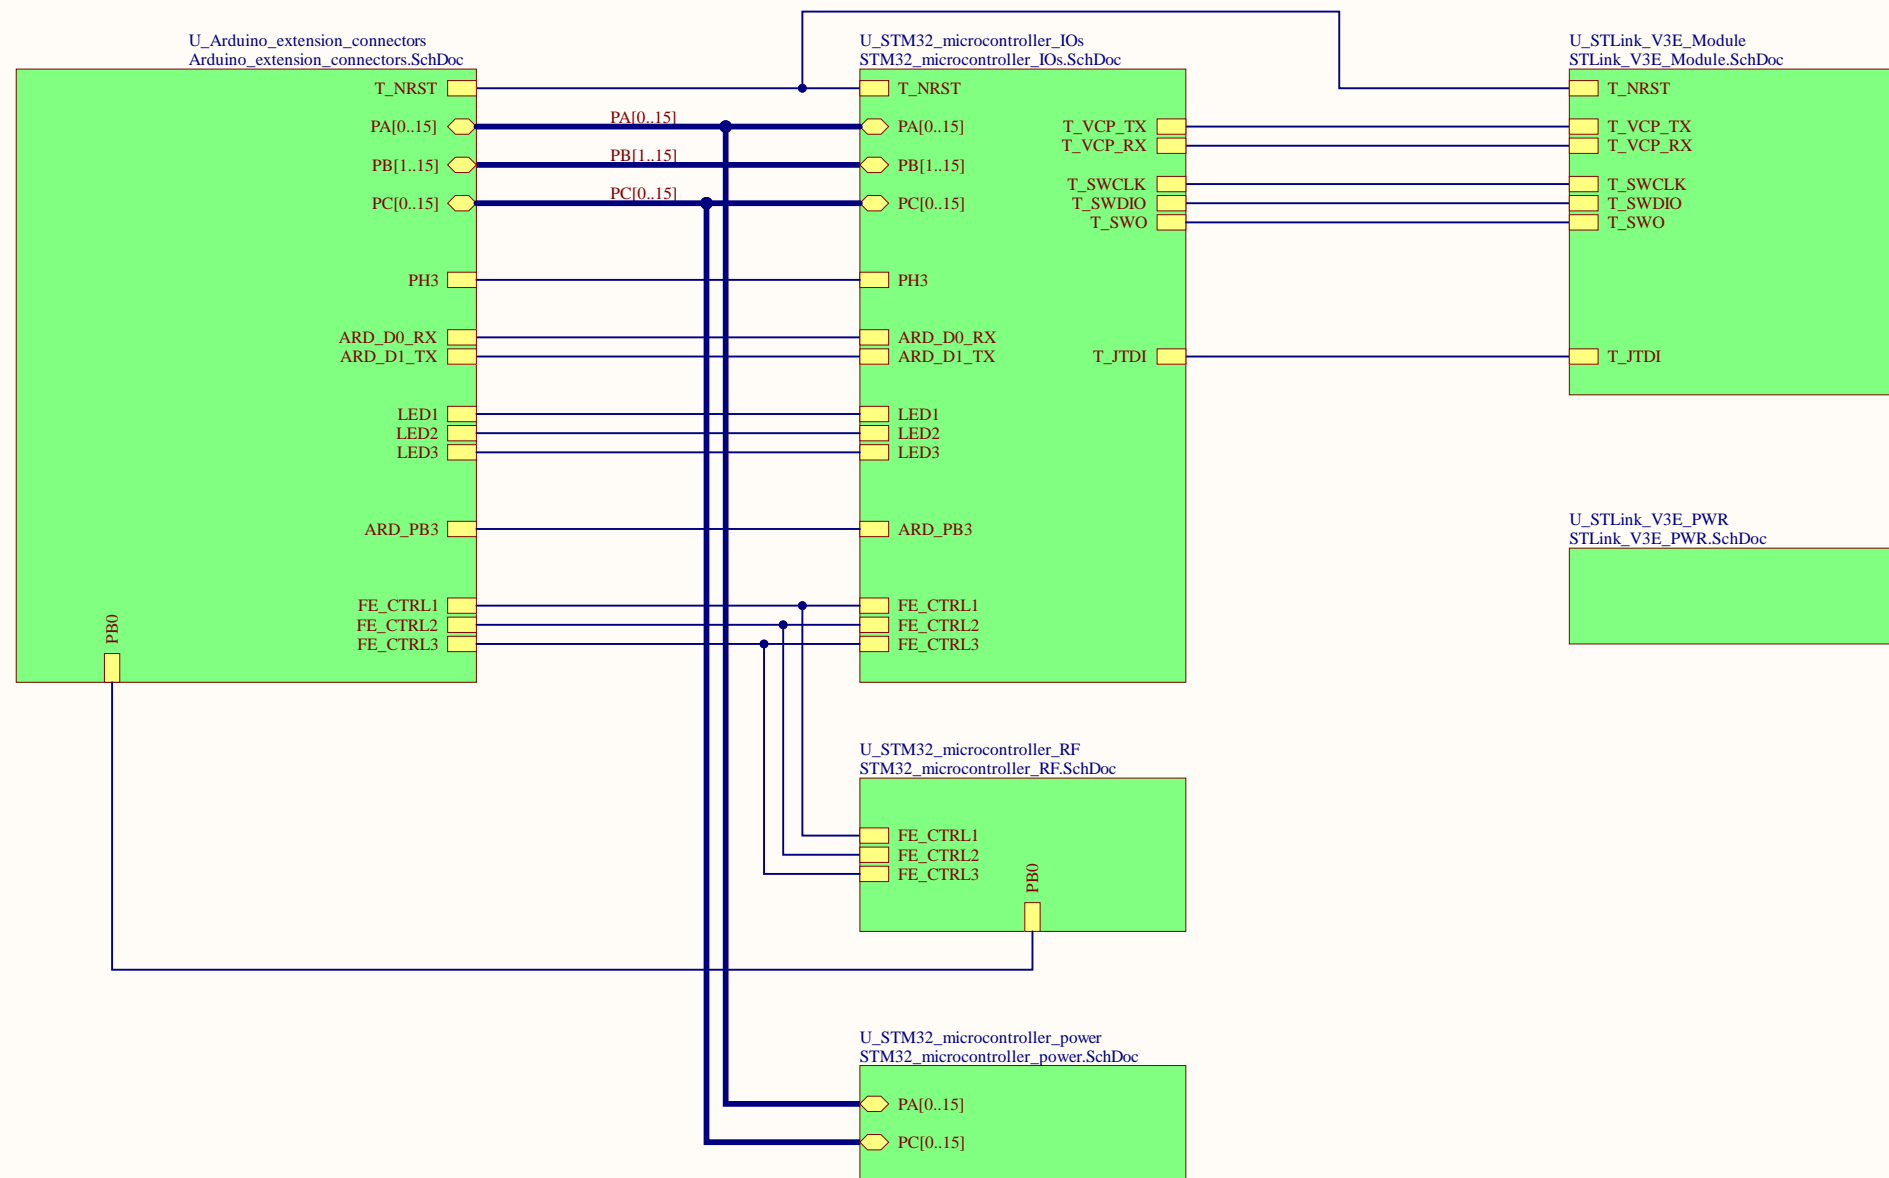 U_Arduino_extension_connectors
Arduino_extension_connectors.SchDoc
T_NRST
PA[0..15]
PB[1..15]
PC[0..15]
PH3
ARD_D0_RX
ARD_D1_TX
LED1
LED2
LED3
ARD_PB3
FE_CTRL1
FE_CTRL2
FE_CTRL3
PB0
PA[0..15]
PB[1..15]
PC[0..15]
U_STM32_microcontroller_IOs
STM32_microcontroller_IOs.SchDoc
T_NRST
PA[0..15]
PB[1..15]
PC[0..15]
PH3
ARD_D0_RX
ARD_D1_TX
LED1
LED2
LED3
ARD_PB3
FE_CTRL1
FE_CTRL2
FE_CTRL3
T_VCP_TX
T_VCP_RX
T_SWCLK
T_SWDIO
T_SWO
T_JTDI
U_STLink_V3E_Module
STLink_V3E_Module.SchDoc
T_NRST
T_VCP_TX
T_VCP_RX
T_SWCLK
T_SWDIO
T_SWO
T_JTDI
U_STLink_V3E_PWR
STLink_V3E_PWR.SchDoc
U_STM32_microcontroller_RF
STM32_microcontroller_RF.SchDoc
FE_CTRL1
FE_CTRL2
FE_CTRL3
PB0
U_STM32_microcontroller_power
STM32_microcontroller_power.SchDoc
PA[0..15]
PC[0..15]